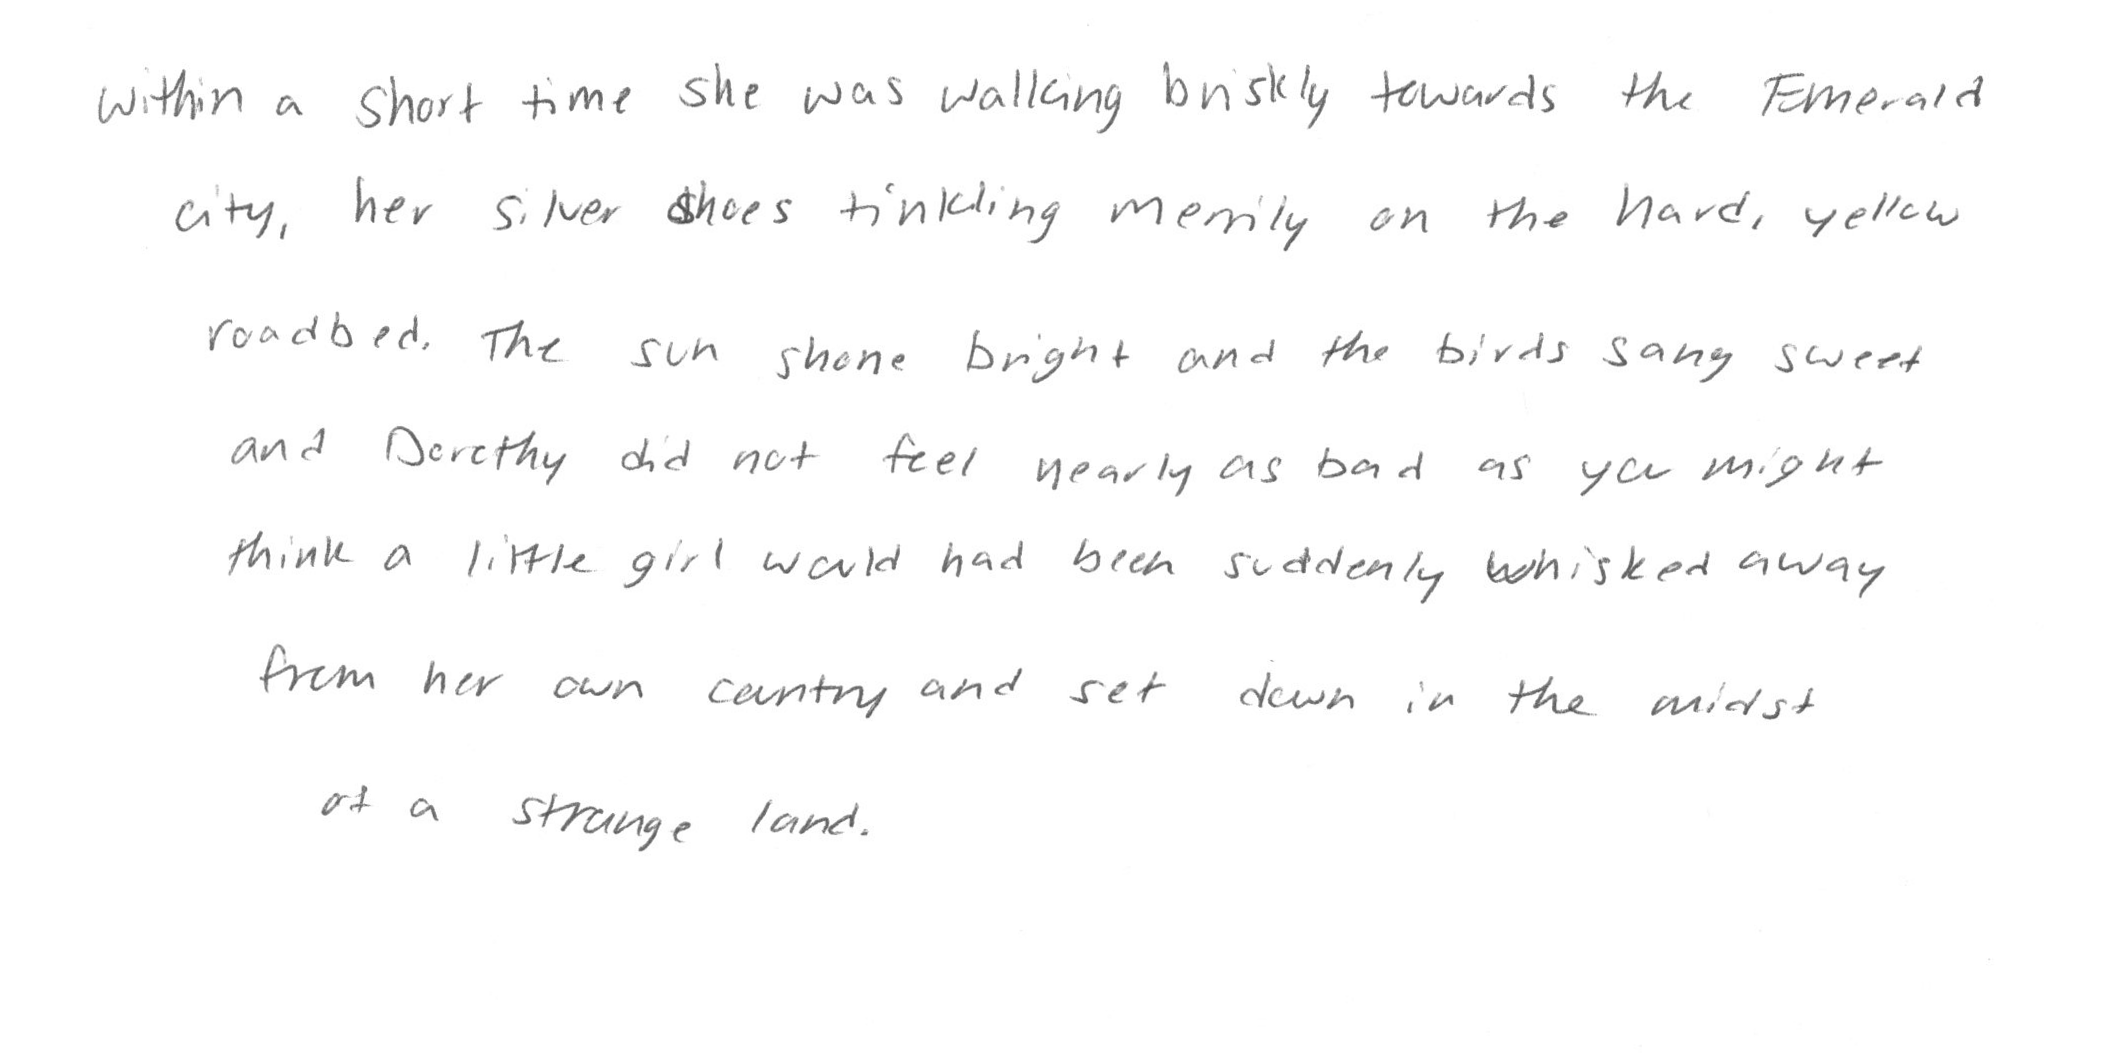 within a short time she was walking briskly towards the Emerald
city, her silver shoes tinkling merrily on the hard, yellow
roadbed. The sun shone bright and the birds sang sweet
and Dorothy did not feel nearly as bad as you might
think a little girl would had been suddenly whisked away
from her own country and set down in the midst
of a strange land.